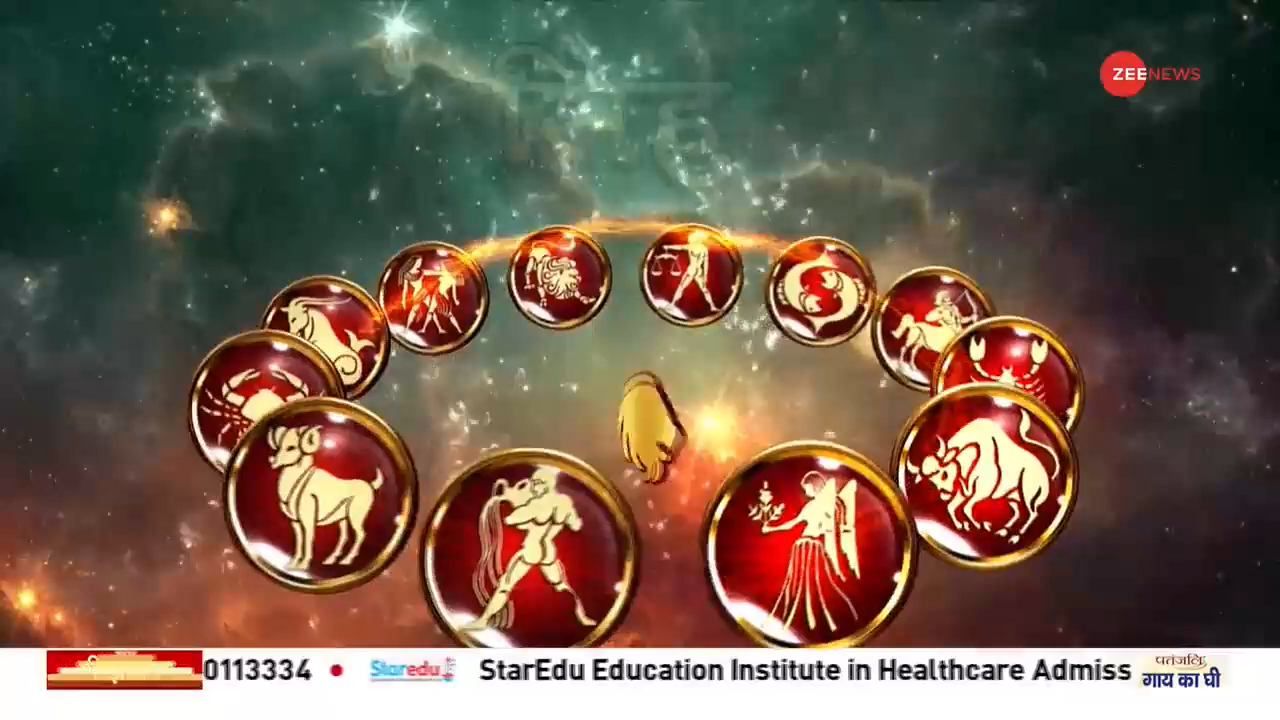 ZEENEWS
0113334 • Staredu StarEdu Education Institute in Healthcare Admiss
पतंजलि
गाय का घी